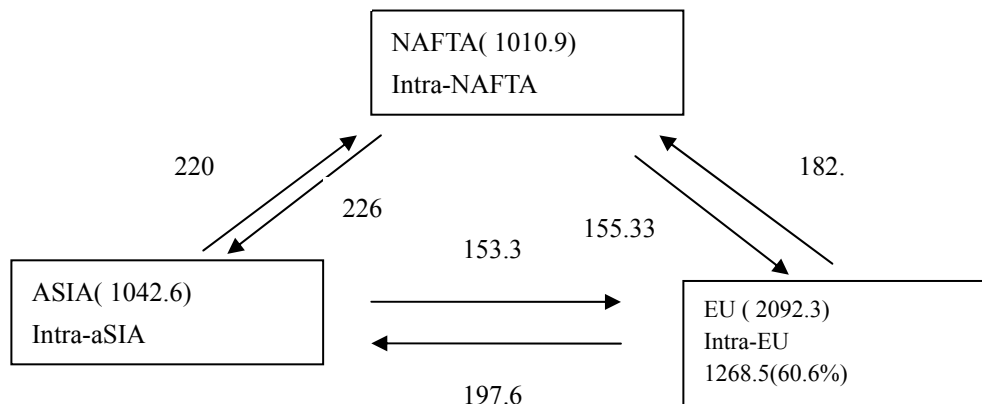 NAFTA( 1010.9)
Intra-NAFTA
220
182.
226
153.3
155.33
ASIA( 1042.6)
Intra-aSIA
EU ( 2092.3)
Intra-EU
1268.5(60.6%)
197.6